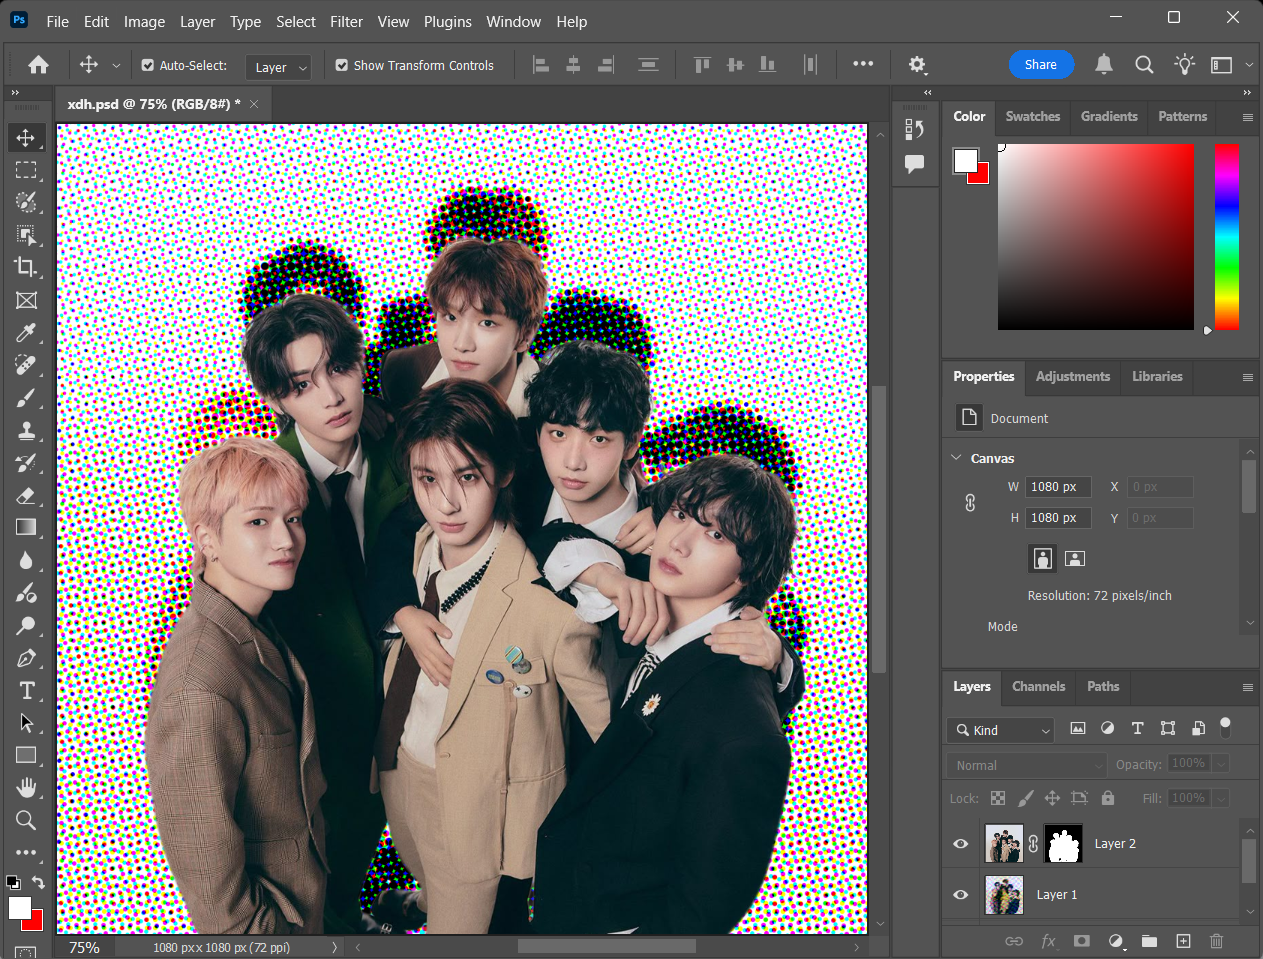 Ps File Edit Image Layer Type Select Filter View Plugins Window Help
Auto-Select: Layer Show Transform Controls Share
xdh.psd @ 75% (RGB/8#) *
Color Swatches Gradients Patterns
Properties Adjustments Libraries
Document
Canvas
W 1080 px X 0 px
H 1080 px Y 0 px
Resolution: 72 pixels/inch
Mode
Layers Channels Paths
Kind
Normal Opacity: 100%
Lock: Fill: 100%
Layer 2
Layer 1
fx
75% 1080 px x 1080 px (72 ppi)